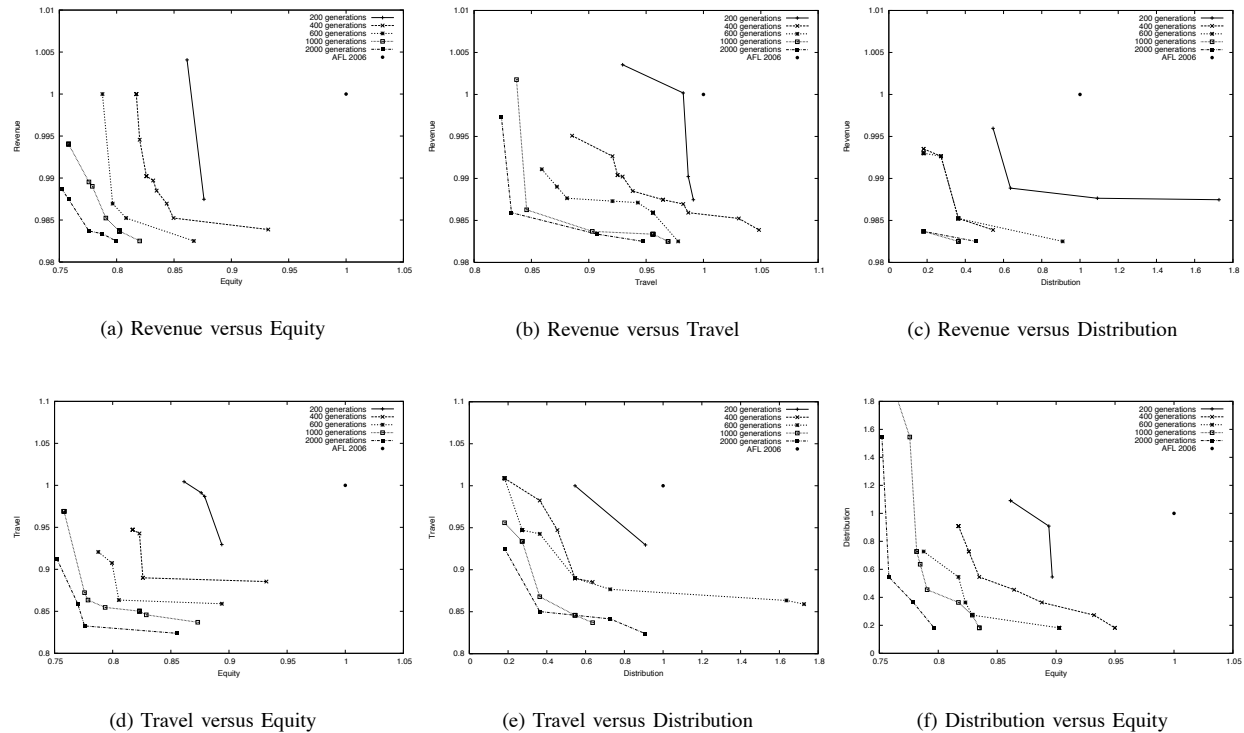 1.01
1.005
1
0.995
0.99
0.985
0.98
0.75 0.8 0.85 0.9 0.95 1 1.05
Revenue
Equity
200 generations
400 generations
600 generations
1000 generations
2000 generations
AFL 2006
(a) Revenue versus Equity
1.01
1.005
1
0.995
0.99
0.985
0.98
0.8 0.9 1 1.1
Revenue
Travel
200 generations
400 generations
600 generations
1000 generations
2000 generations
AFL 2006
(b) Revenue versus Travel
1.01
1.005
1
0.995
0.99
0.985
0.98
0 0.2 0.4 0.6 0.8 1 1.2 1.4 1.6 1.8
Revenue
Distribution
200 generations
400 generations
600 generations
1000 generations
2000 generations
AFL 2006
(c) Revenue versus Distribution
1.1
1.05
1
0.95
0.9
0.85
0.8
0.75 0.8 0.85 0.9 0.95 1 1.05
Travel
Equity
200 generations
400 generations
600 generations
1000 generations
2000 generations
AFL 2006
(d) Travel versus Equity
1.1
1.05
1
0.95
0.9
0.85
0.8
0 0.2 0.4 0.6 0.8 1 1.2 1.4 1.6 1.8
Travel
Distribution
200 generations
400 generations
600 generations
1000 generations
2000 generations
AFL 2006
(e) Travel versus Distribution
1.8
1.6
1.4
1.2
1
0.8
0.6
0.4
0.2
0
0.75 0.8 0.85 0.9 0.95 1 1.05
Distribution
Equity
200 generations
400 generations
600 generations
1000 generations
2000 generations
AFL 2006
(f) Distribution versus Equity